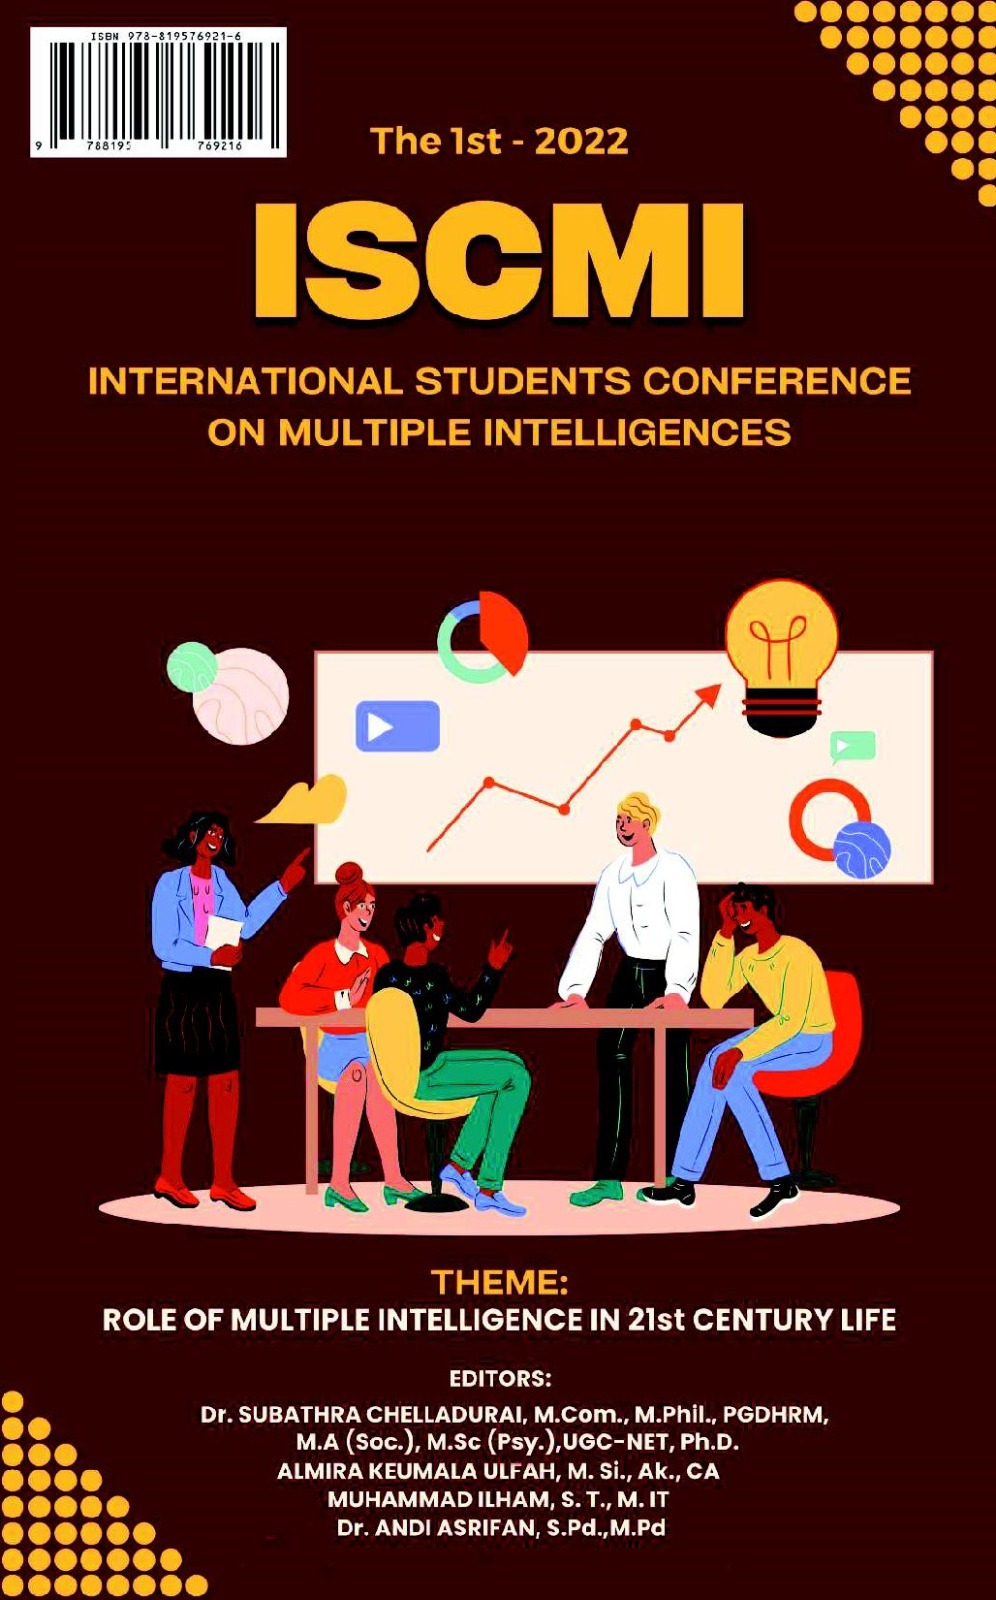 ISBN 978-819576921-6
9 788195 769216
The 1st - 2022
ISCMI
INTERNATIONAL STUDENTS CONFERENCE
ON MULTIPLE INTELLIGENCES
THEME:
ROLE OF MULTIPLE INTELLIGENCE IN 21st CENTURY LIFE
EDITORS:
Dr. SUBATHRA CHELLADURAI, M.Com., M.Phil., PGDHRM,
M.A (Soc.), M.Sc (Psy.),UGC-NET, Ph.D.
ALMIRA KEUMALA ULFAH, M. Si., Ak., CA
MUHAMMAD ILHAM, S. T., M. IT
Dr. ANDI ASRIFAN, S.Pd.,M.Pd